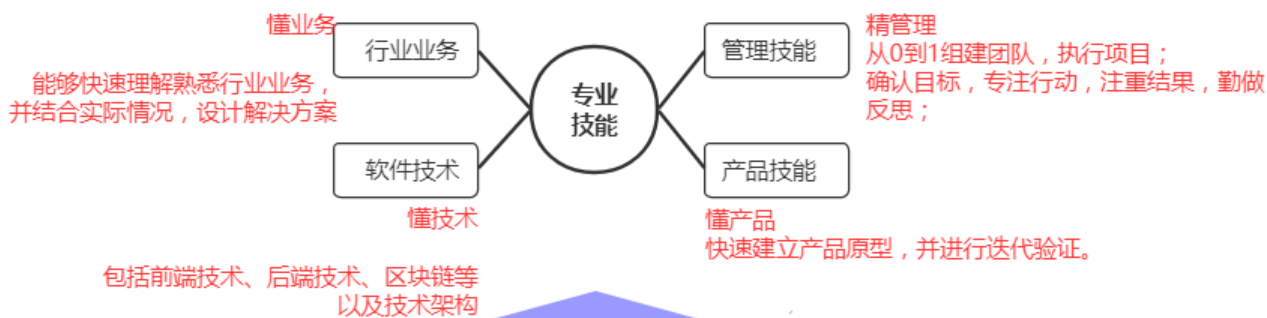 懂业务
行业业务
能够快速理解熟悉行业业务，
并结合实际情况，设计解决方案
软件技术
懂技术
包括前端技术、后端技术、区块链等
以及技术架构
专业
技能
管理技能
精管理
从0到1组建团队，执行项目；
确认目标，专注行动，注重结果，勤做
反思；
产品技能
懂产品
快速建立产品原型，并进行迭代验证。